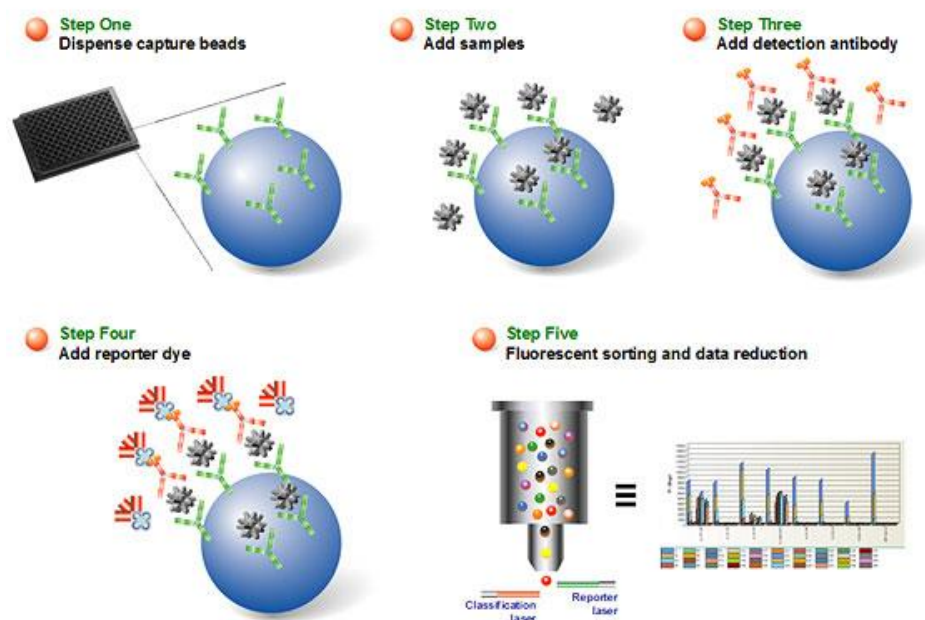 Step One
Dispense capture beads
Step Two
Add samples
Step Three
Add detection antibody
Step Four
Add reporter dye
Step Five
Fluorescent sorting and data reduction
Classification
laser
Reporter
laser